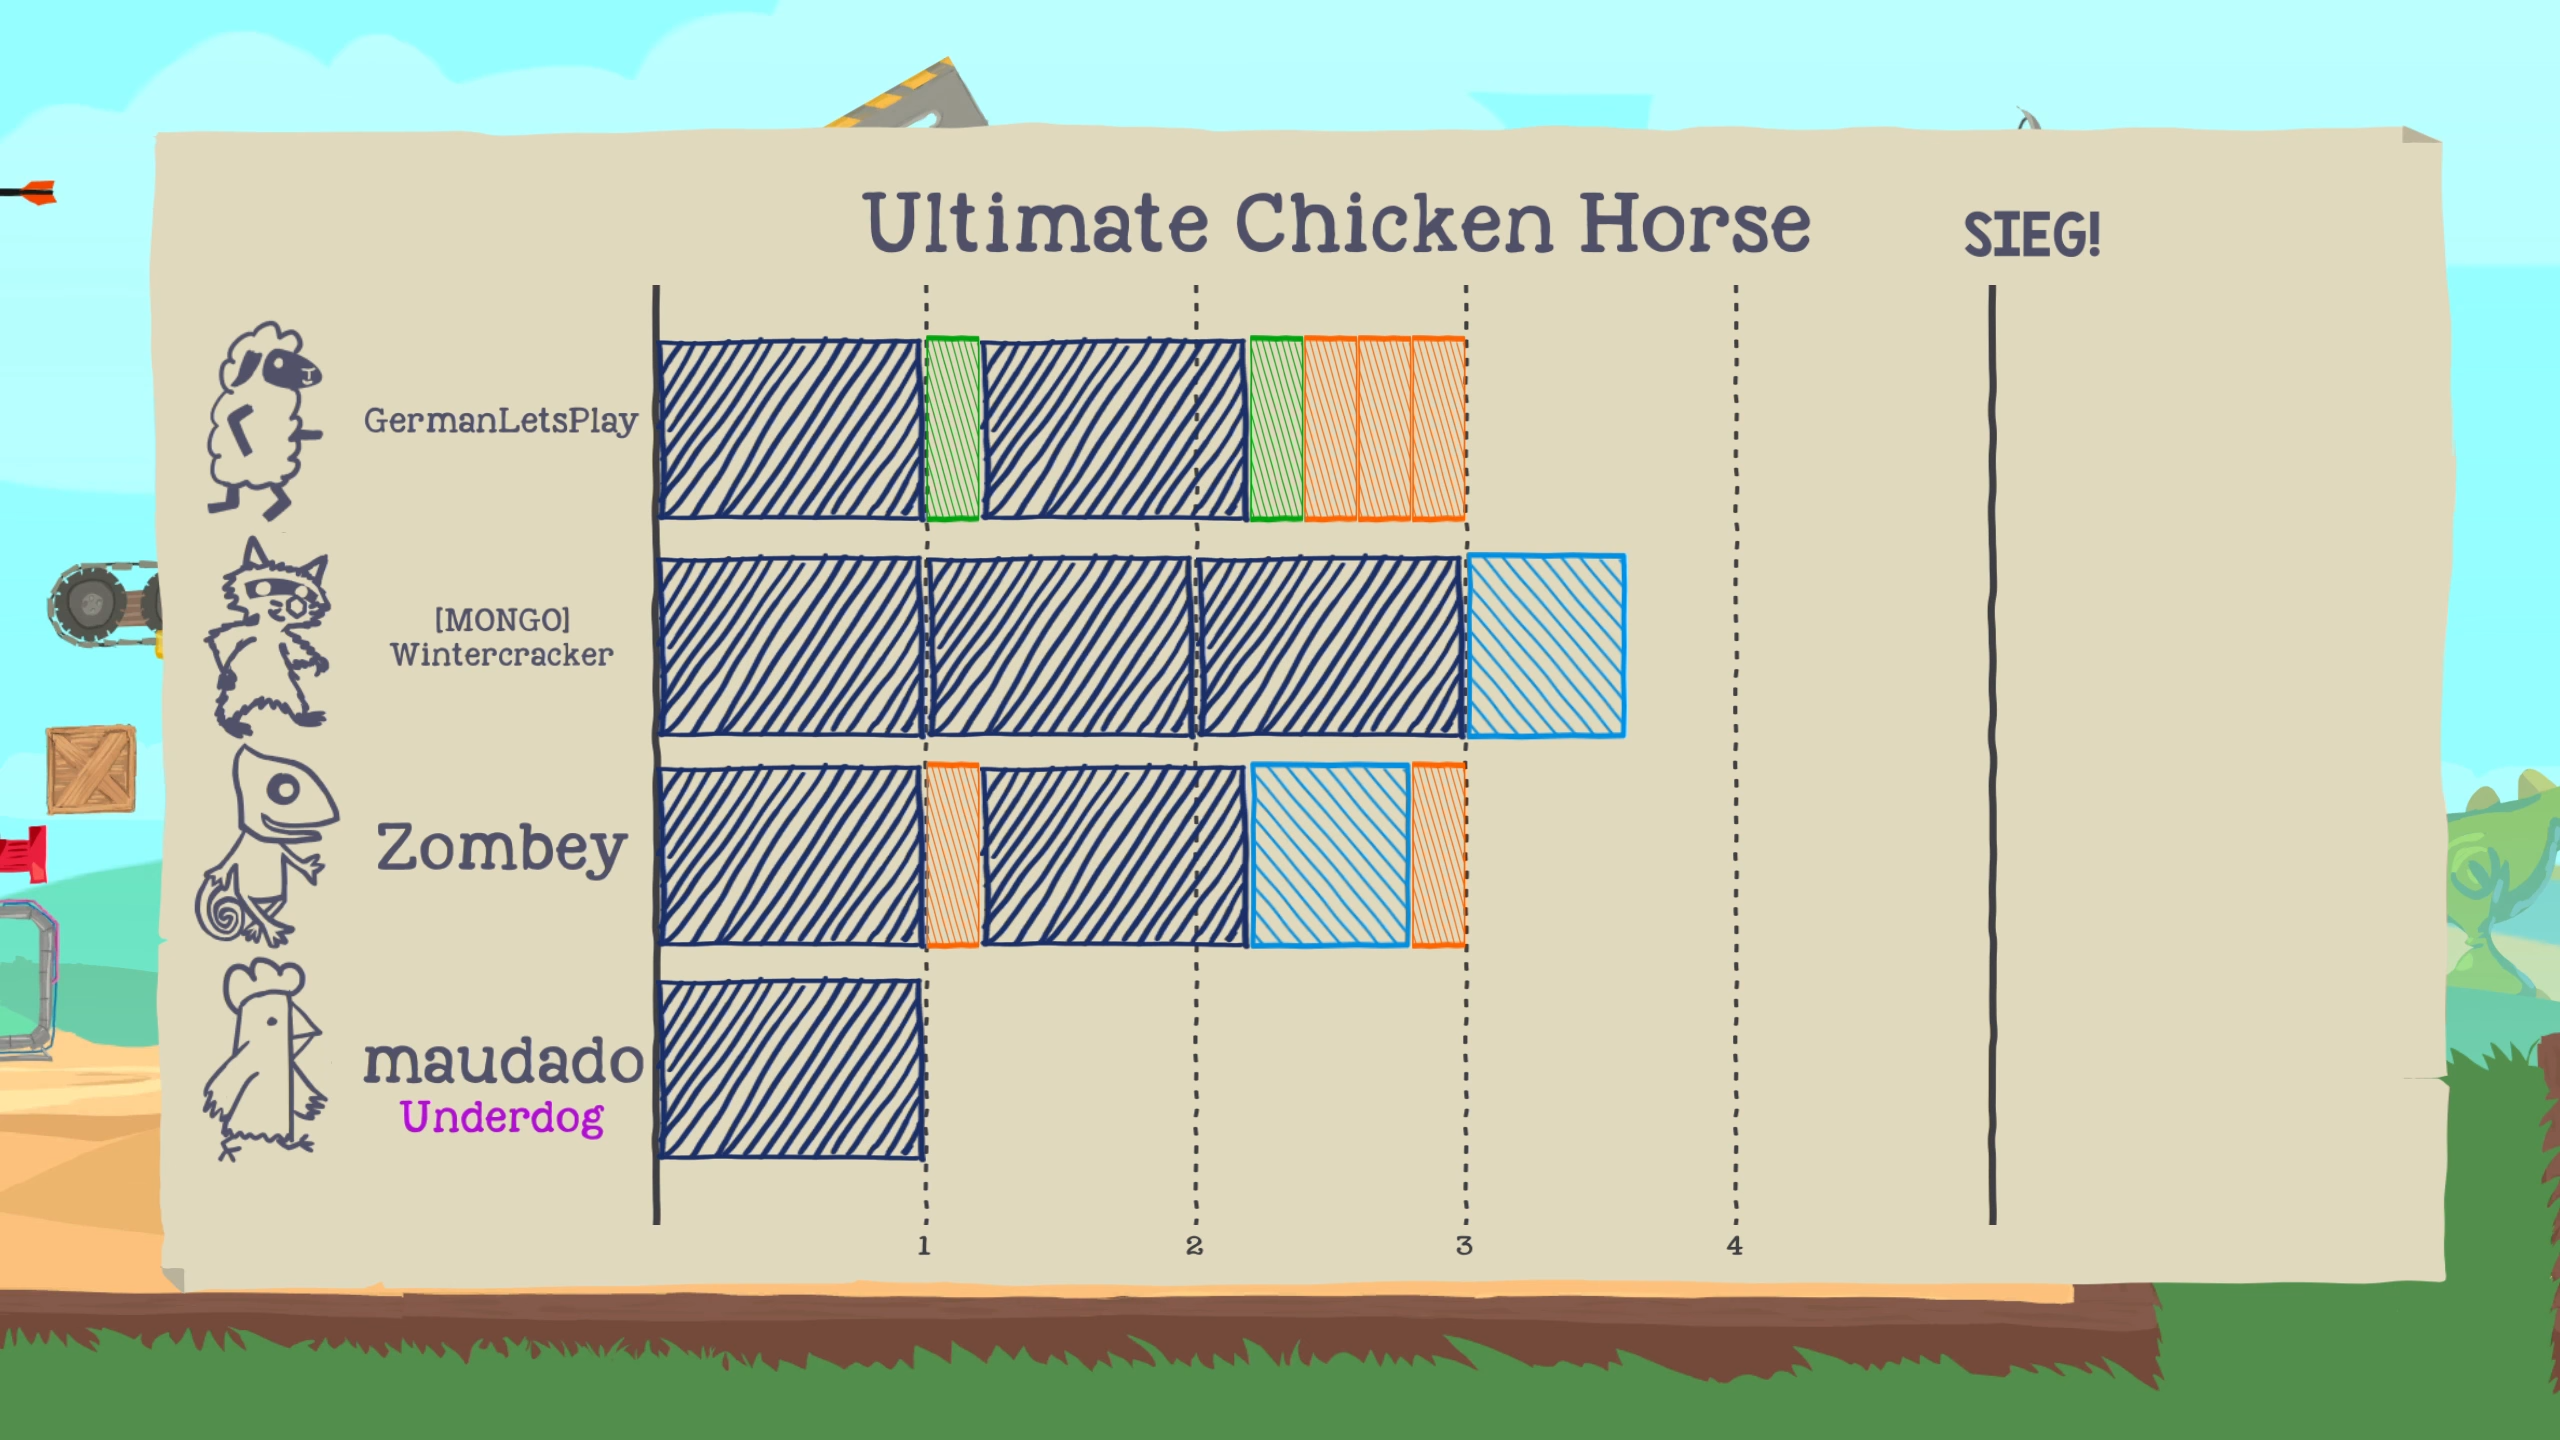 Ultimate Chicken Horse
SIEG!
GermanLetsPlay
[MONGO]
Wintercracker
Zombey
maudado
Underdog
1
2
3
4